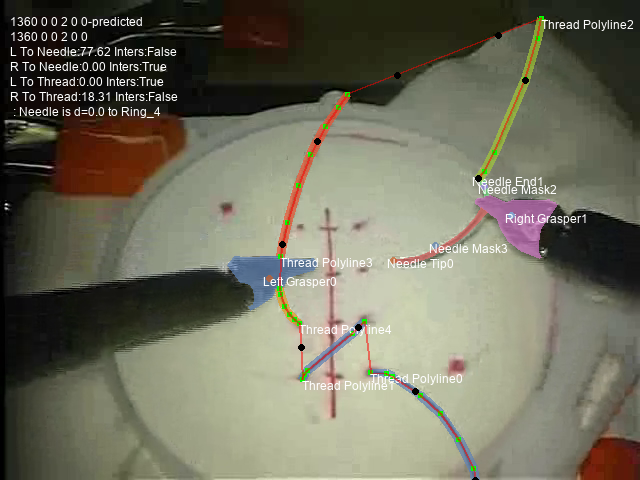 1360 0 0 2 0 0-predicted
1360 0 0 2 0 0
L To Needle:77.62 Inters:False
R To Needle:0.00 Inters:True
L To Thread:0.00 Inters:True
R To Thread:18.31 Inters:False
: Needle is d=0.0 to Ring_4
Thread Polyline2
Needle End1
Needle Mask2
Right Grasper1
Needle Mask3
Thread Polyline3
Needle Tip0
Left Grasper0
Thread Polyline4
Thread Polyline0
Thread Polyline1